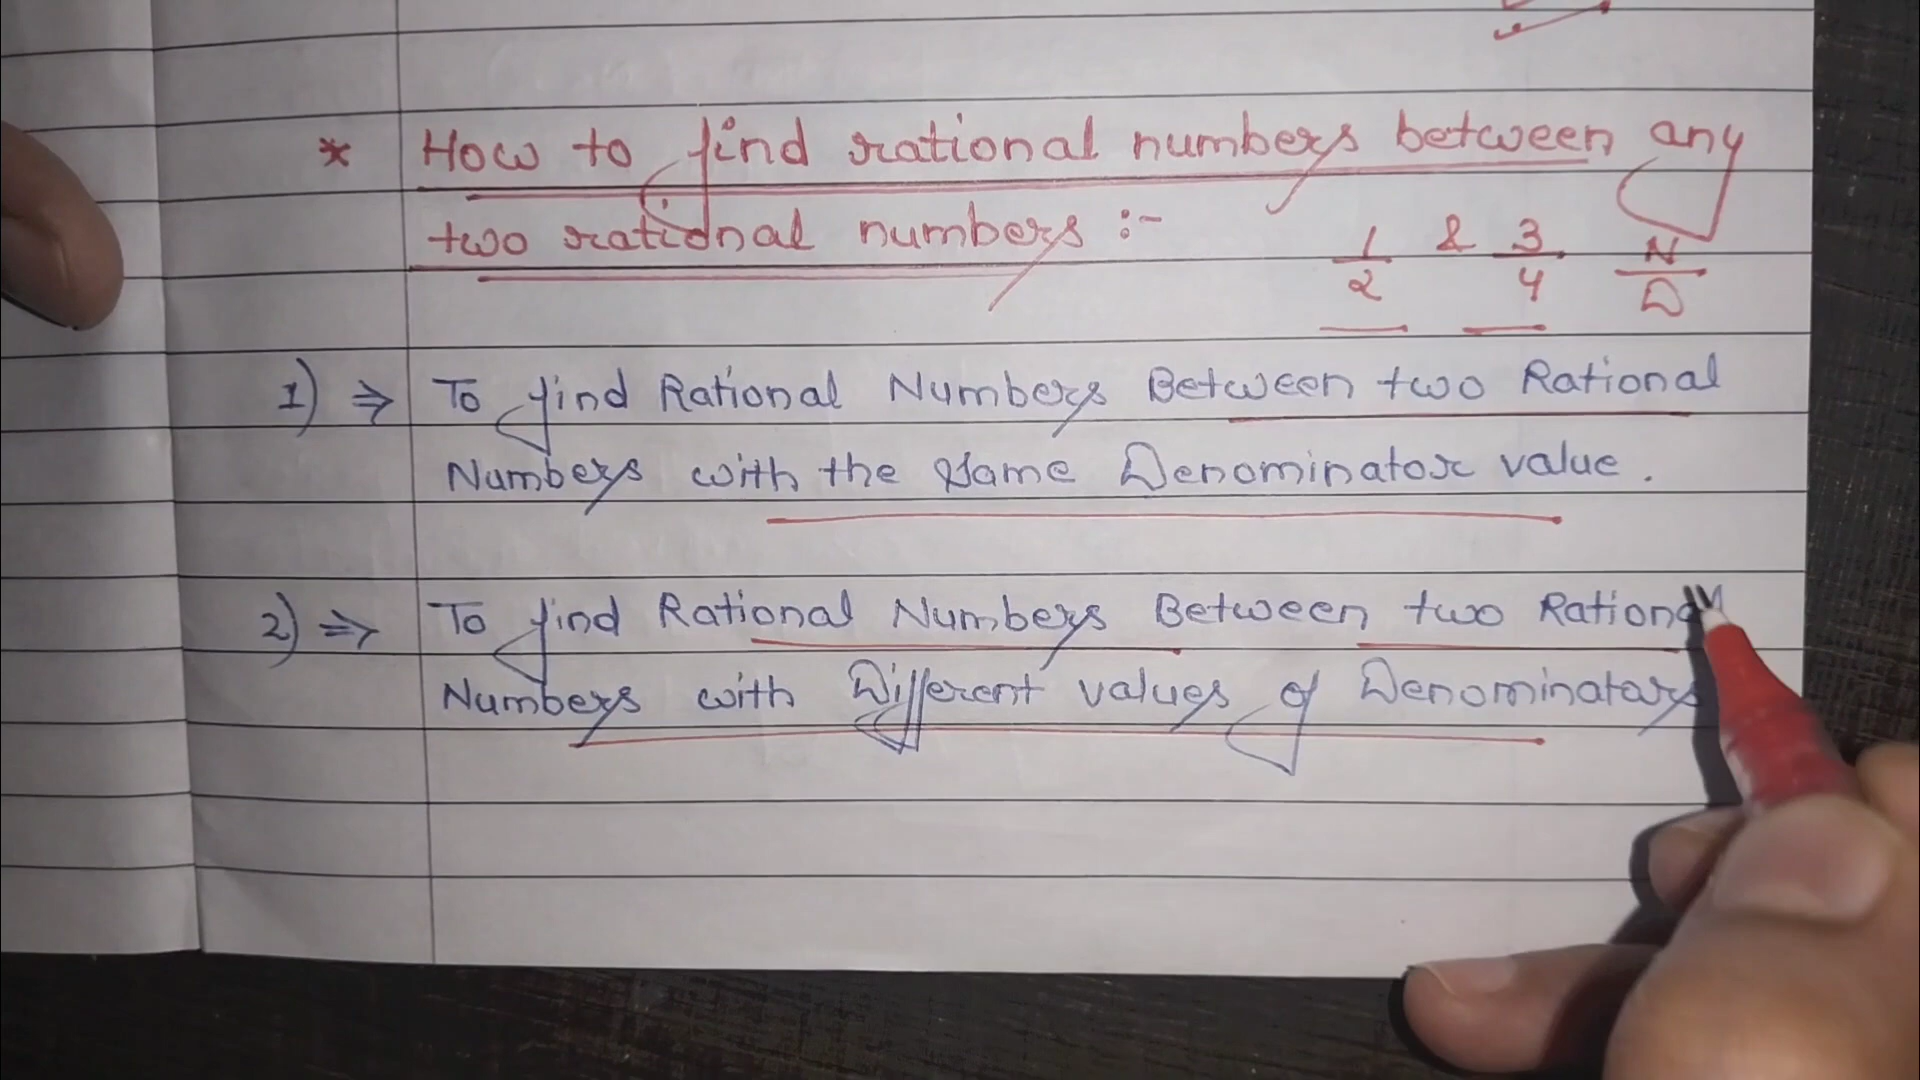 * How to find rational numbers between any
two rational numbers :-
1/2 & 3/4 N/D
1) ⇒ To find Rational Numbers Between two Rational
Numbers with the same Denominator value.
2) ⇒ To find Rational Numbers Between two Rational
Numbers with Different values of Denominators